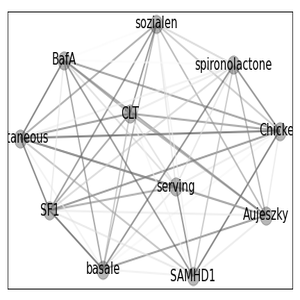 sozialen
BafA
spironolactone
CLT
taneous
Chicke
serving
SF1
Aujeszky
basale
SAMHD1